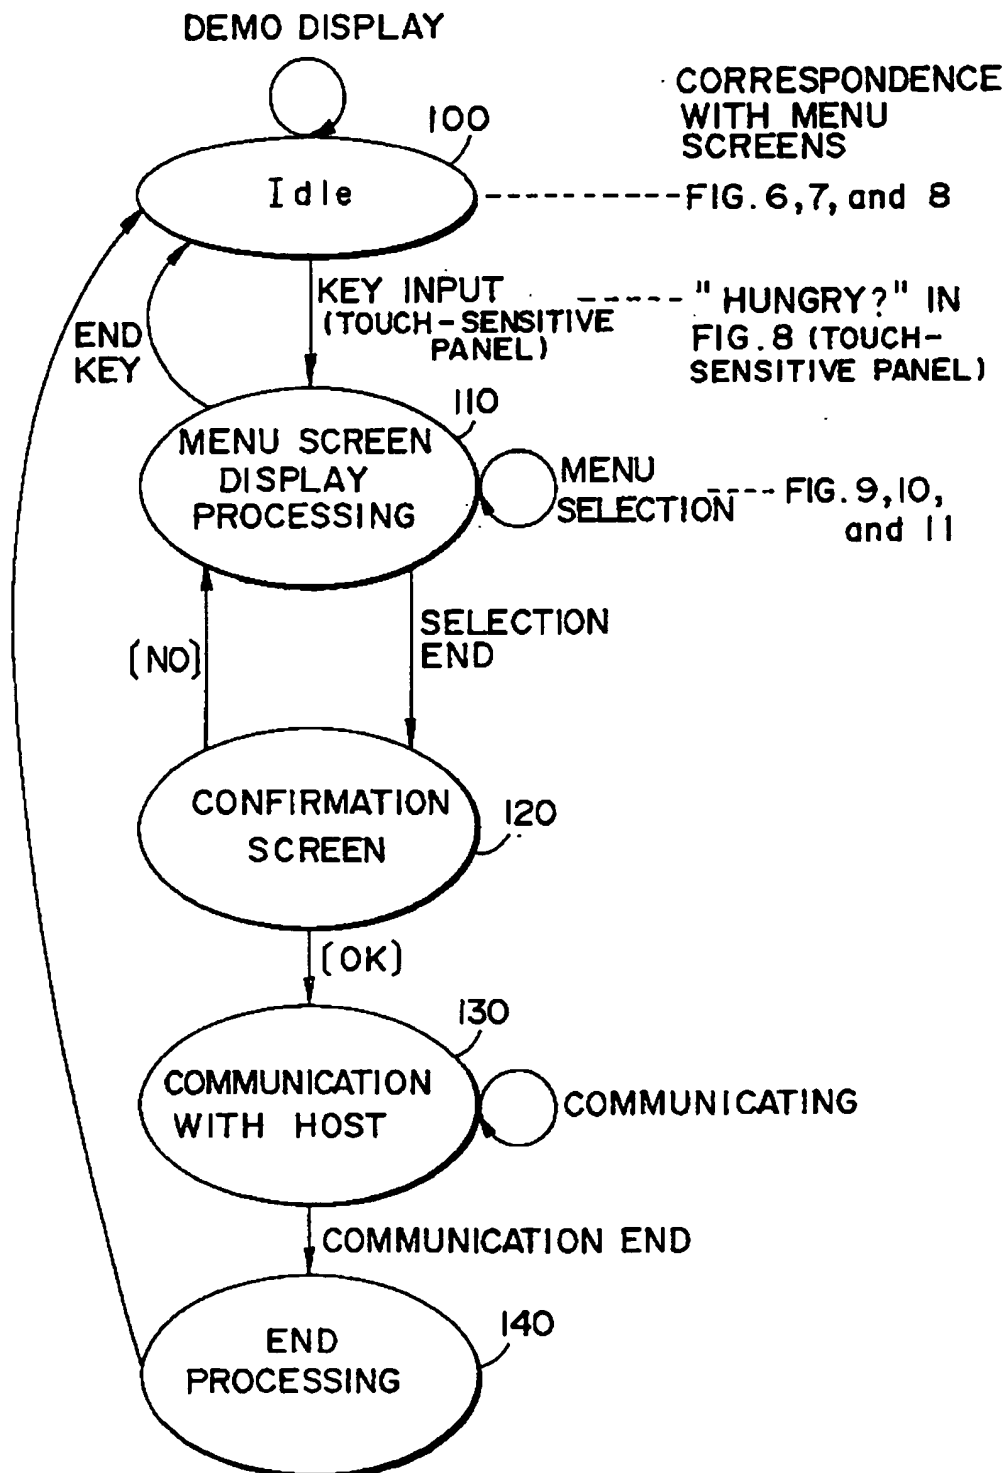 DEMO DISPLAY
CORRESPONDENCE
WITH MENU
SCREENS
100
Idle
FIG. 6, 7, and 8
KEY INPUT
(TOUCH-SENSITIVE
PANEL)
"HUNGRY?" IN
FIG. 8 (TOUCH-
SENSITIVE PANEL)
END
KEY
110
MENU SCREEN
DISPLAY
PROCESSING
MENU
SELECTION
FIG. 9, 10,
and 11
SELECTION
END
[NO]
120
CONFIRMATION
SCREEN
[OK]
130
COMMUNICATION
WITH HOST
COMMUNICATING
COMMUNICATION END
140
END
PROCESSING